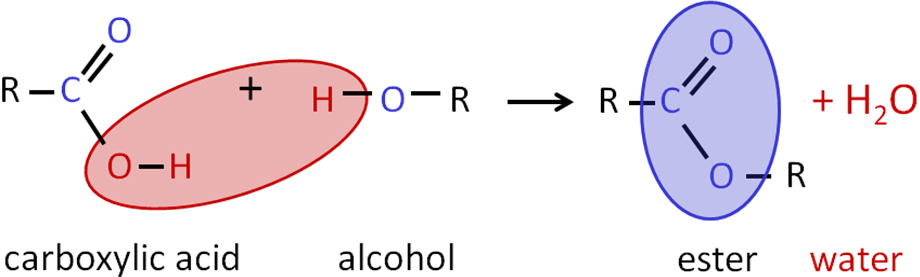 O
R – C + H – O – R → R – C + H₂O
O – H O – R
carboxylic acid alcohol ester water